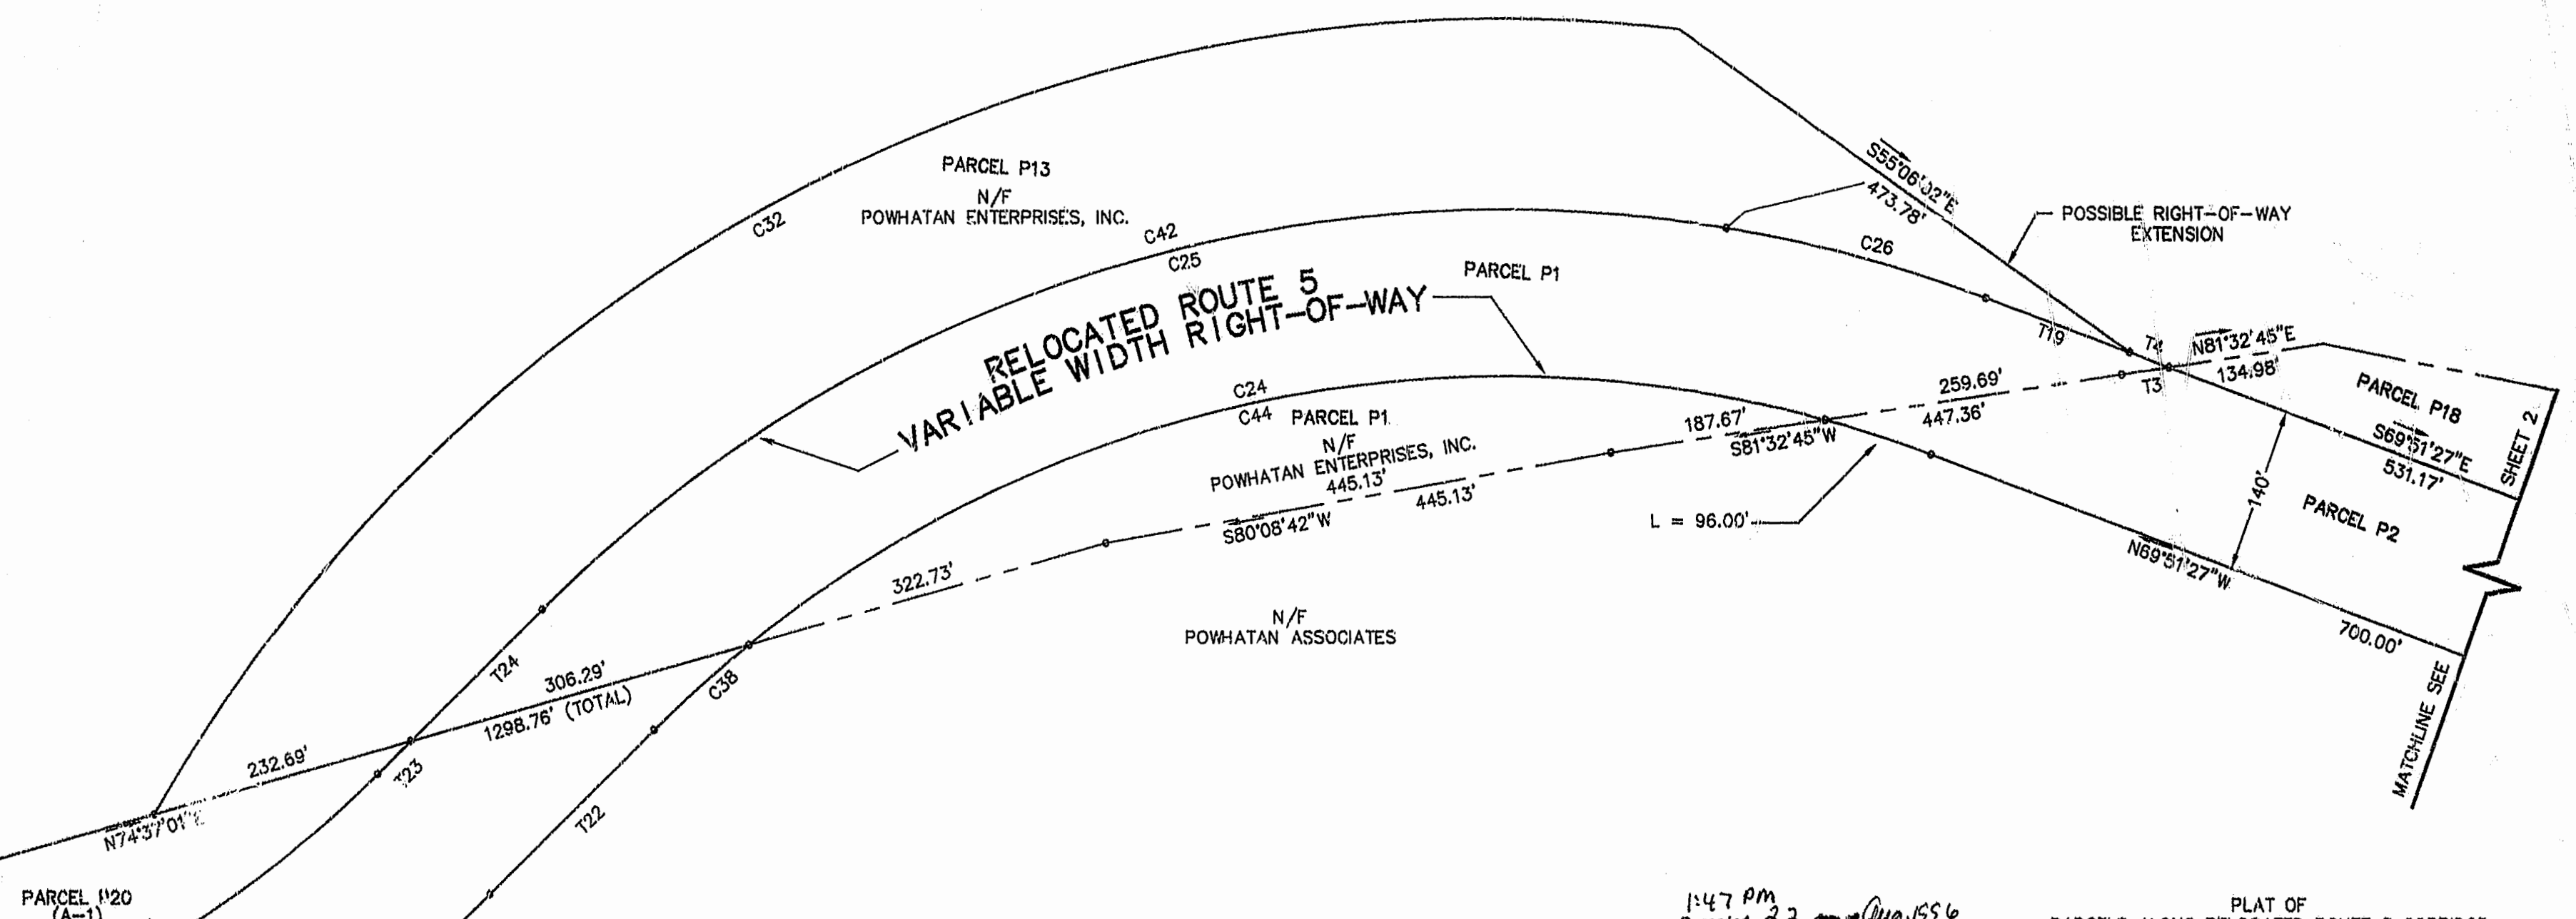 PARCEL P13
N/F
POWHATAN ENTERPRISES, INC.
C32
C42
C25
S55°06'02"E
473.78'
POSSIBLE RIGHT-OF-WAY
EXTENSION
C26
PARCEL P1
RELOCATED ROUTE 5
VARIABLE WIDTH RIGHT-OF-WAY
T19
T4
N81°32'45"E
134.98'
T3
259.69'
447.36'
PARCEL P18
S69°51'27"E
531.17'
SHEET 2
C24
C44
PARCEL P1
N/F
POWHATAN ENTERPRISES, INC.
445.13'
445.13'
S80°08'42"W
187.67'
S81°32'45"W
L = 96.00'
140'
PARCEL P2
N69°51'27"W
700.00'
MATCHLINE SEE
322.73'
N/F
POWHATAN ASSOCIATES
T24
306.29'
1298.76' (TOTAL)
C38
232.69'
T23
N74°37'01"E
T22
PARCEL P20
(A-1)
1:47 PM
PLAT OF